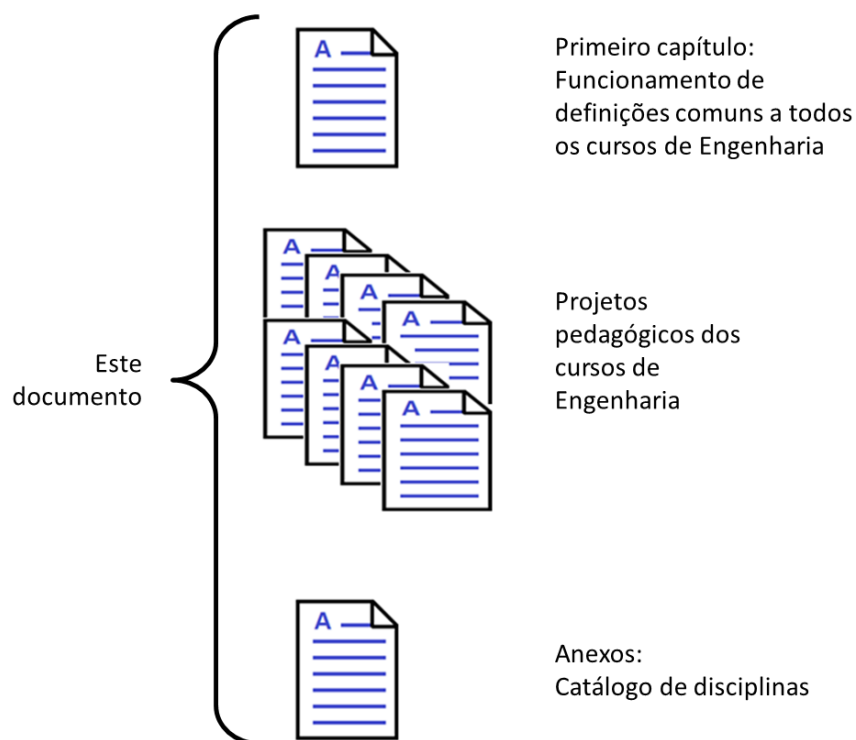 A
Primeiro capítulo:
Funcionamento de
definições comuns a todos
os cursos de Engenharia
A
A
A
A
A
A
A
A
Projetos
pedagógicos dos
cursos de
Engenharia
Este
documento
A
Anexos:
Catálogo de disciplinas